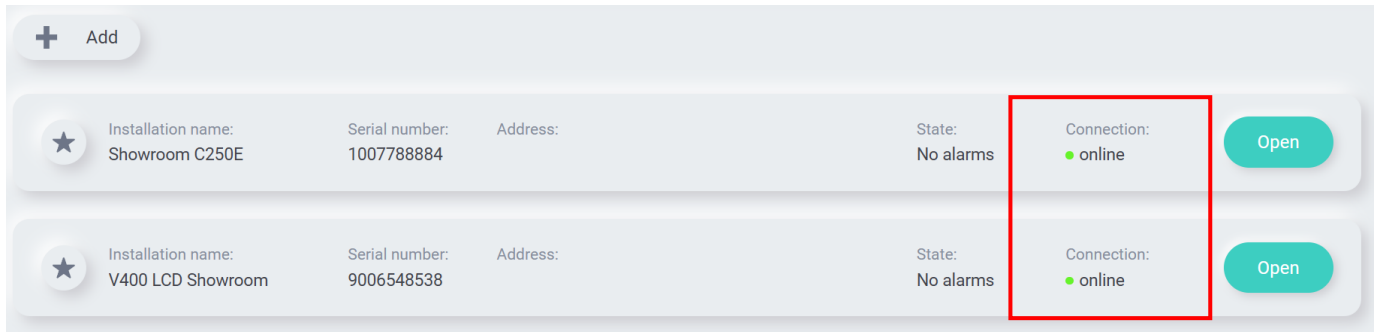 Add
Installation name: Serial number: Address: State: Connection:
Showroom C250E 1007788884 No alarms online Open
Installation name: Serial number: Address: State: Connection:
V400 LCD Showroom 9006548538 No alarms online Open